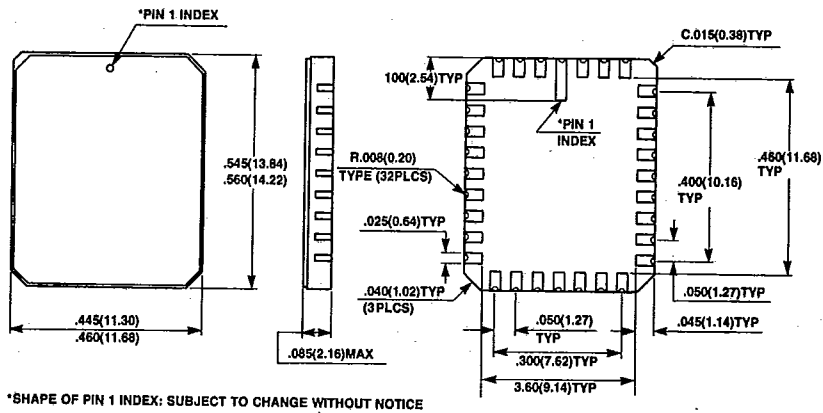 *PIN 1 INDEX
C.015(0.38)TYP
100(2.54) TYP
*PIN 1
INDEX
.545(13.84)
.560(14.22)
R.008(0.20)
TYPE (32PLCS)
.460(11.68)
TYP
.400(10.16)
TYP
.025(0.64)TYP
.040(1.02)TYP
(3PLCS)
.050(1.27)TYP
.050(1.27)
TYP
.045(1.14)TYP
.445(11.30)
.460(11.68)
.085(2.16)MAX
.300(7.62)TYP
3.60(9.14)TYP
*SHAPE OF PIN 1 INDEX: SUBJECT TO CHANGE WITHOUT NOTICE